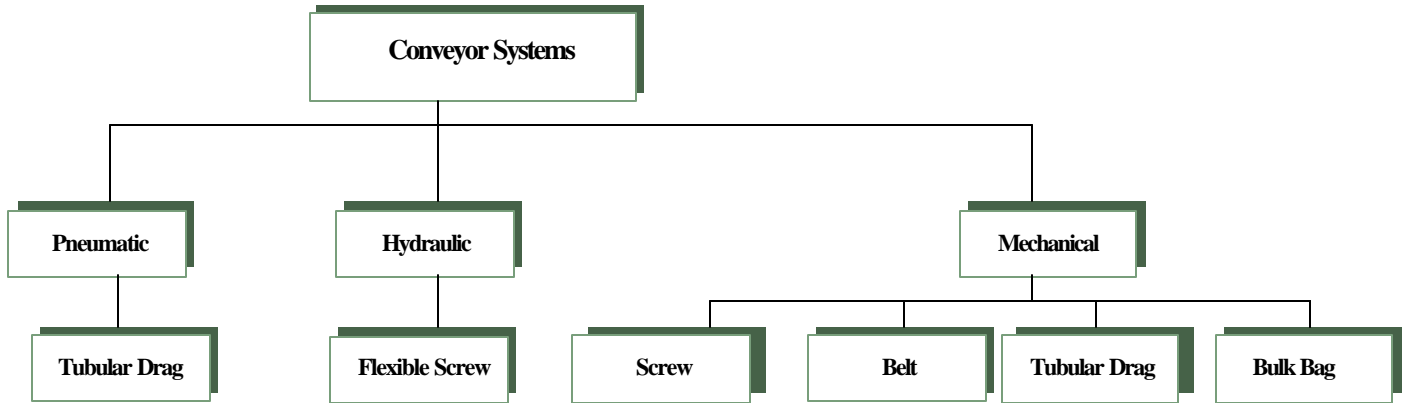 Conveyor Systems
Pneumatic
Hydraulic
Mechanical
Tubular Drag
Flexible Screw
Screw
Belt
Tubular Drag
Bulk Bag